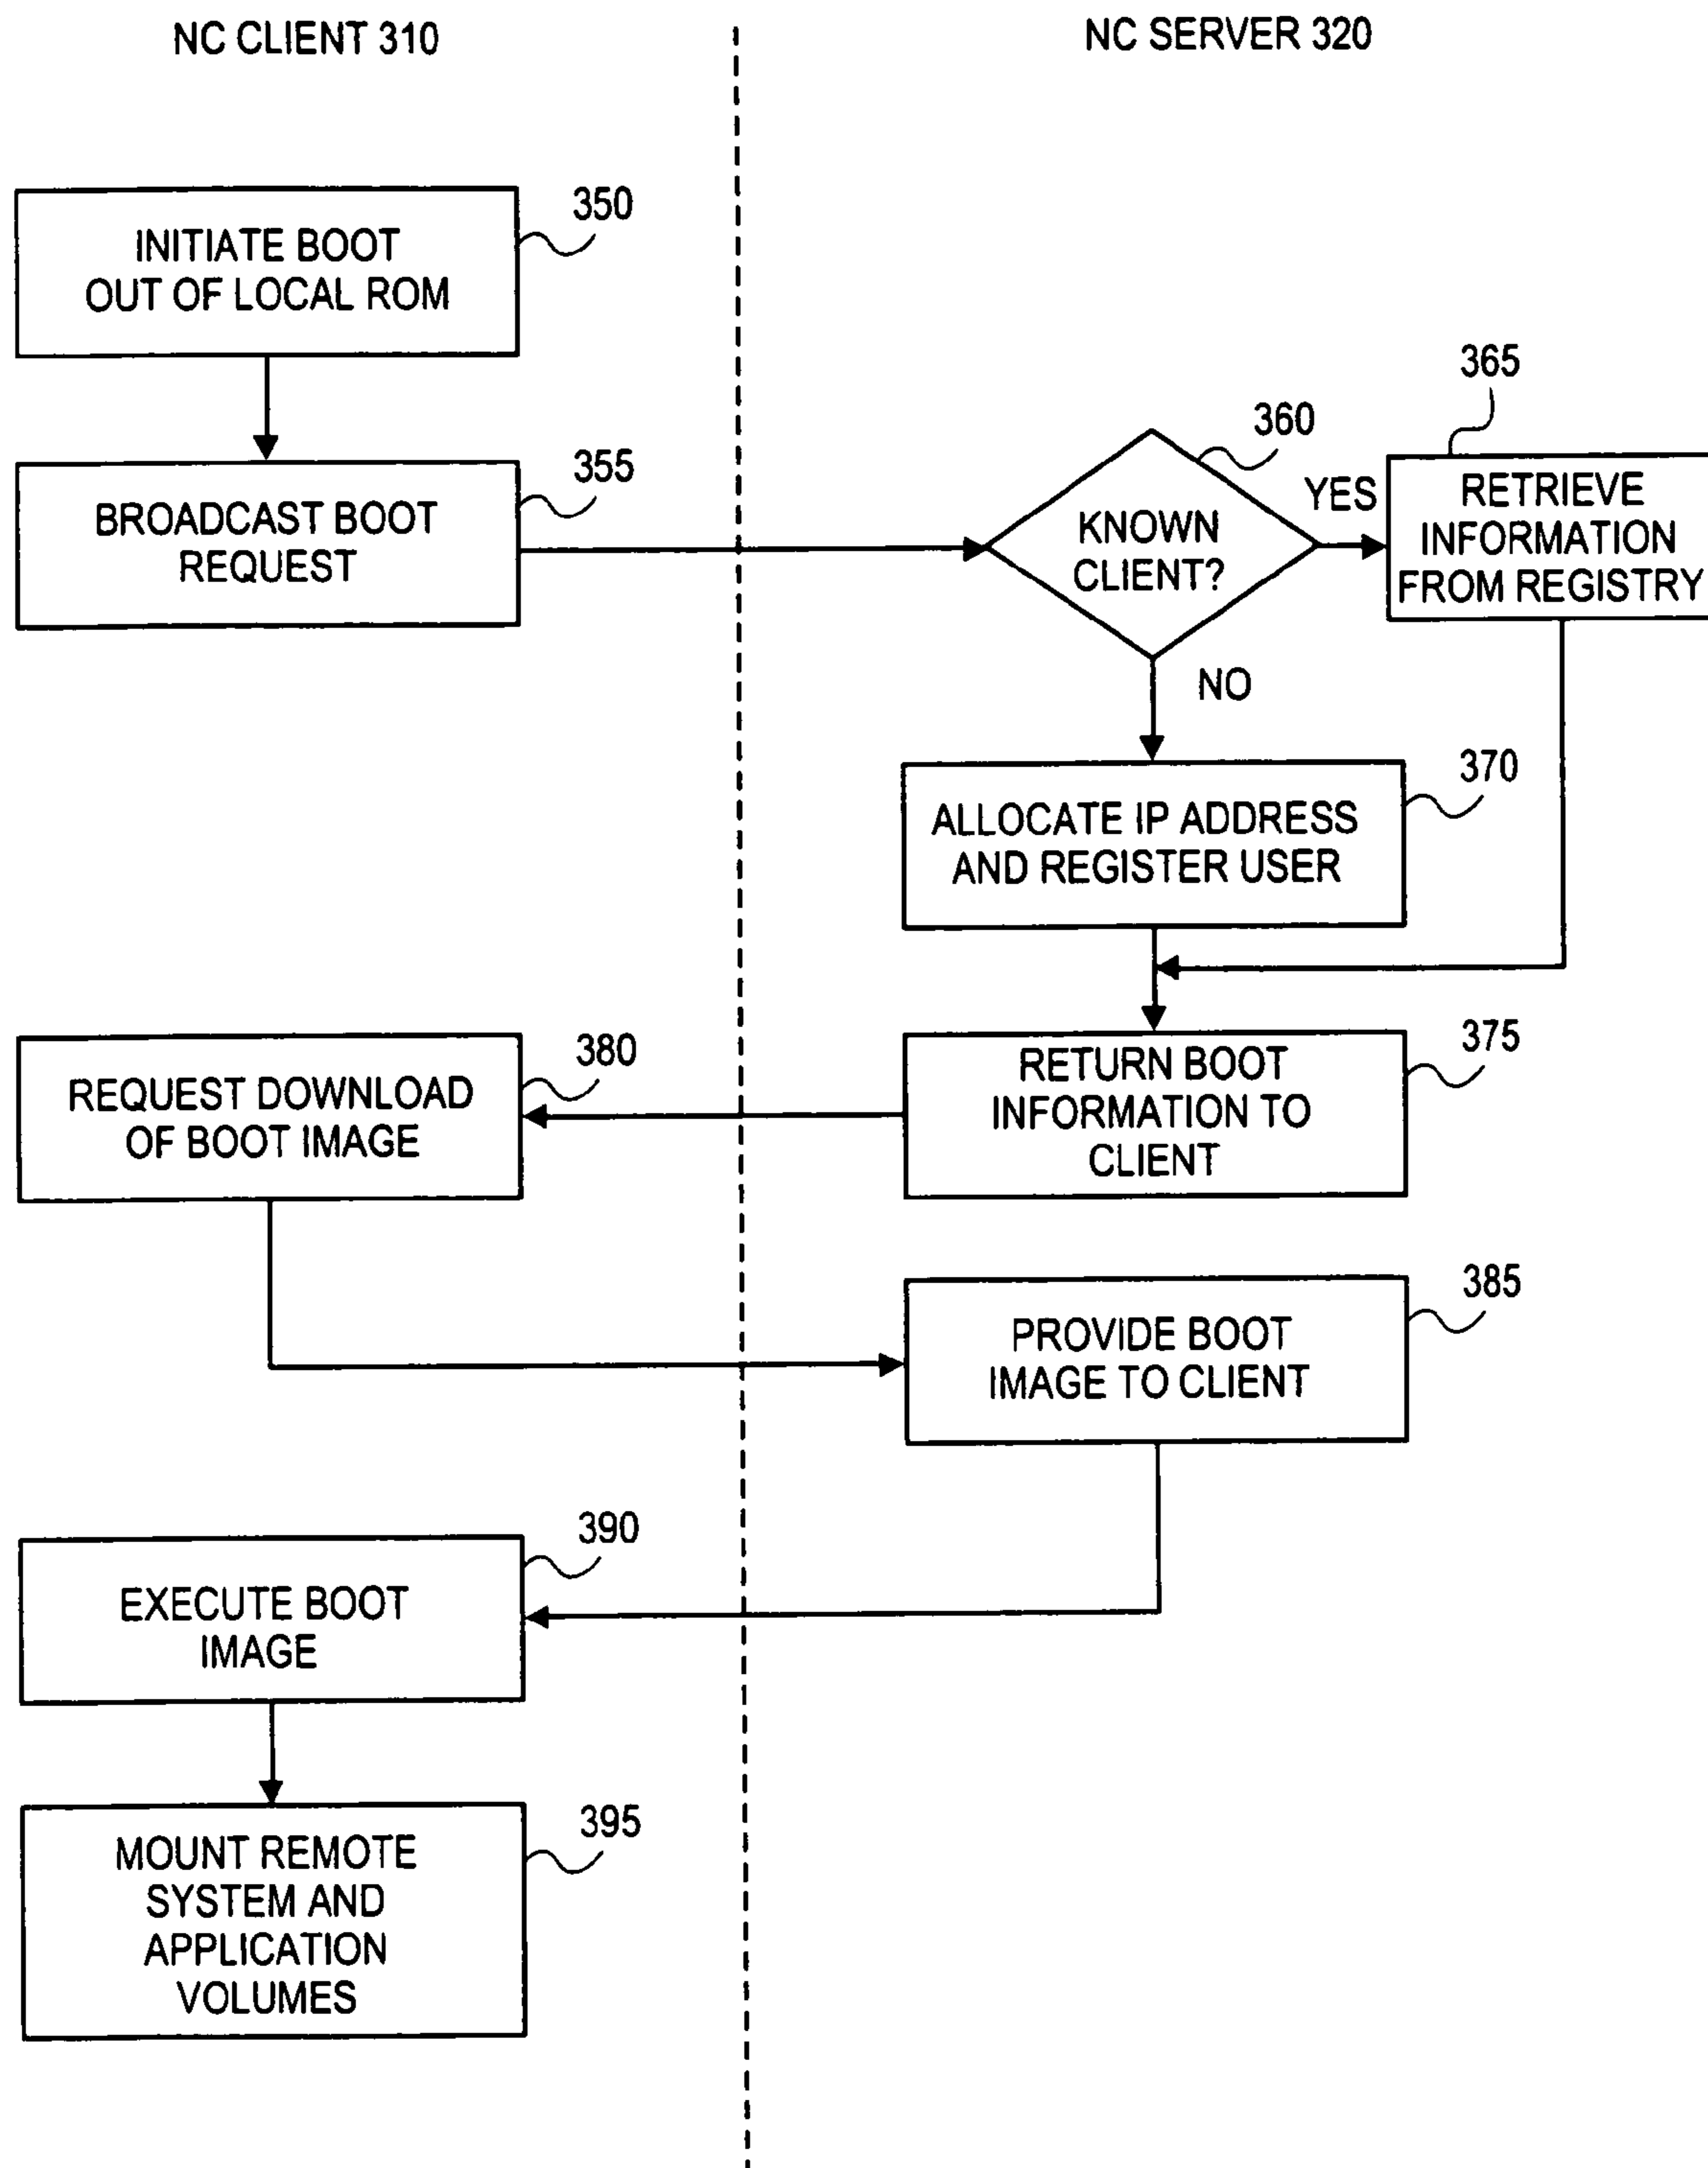 NC CLIENT 310
NC SERVER 320
350
INITIATE BOOT
OUT OF LOCAL ROM
355
BROADCAST BOOT
REQUEST
360
KNOWN
CLIENT?
YES
365
RETRIEVE
INFORMATION
FROM REGISTRY
NO
370
ALLOCATE IP ADDRESS
AND REGISTER USER
375
RETURN BOOT
INFORMATION TO
CLIENT
380
REQUEST DOWNLOAD
OF BOOT IMAGE
385
PROVIDE BOOT
IMAGE TO CLIENT
390
EXECUTE BOOT
IMAGE
395
MOUNT REMOTE
SYSTEM AND
APPLICATION
VOLUMES